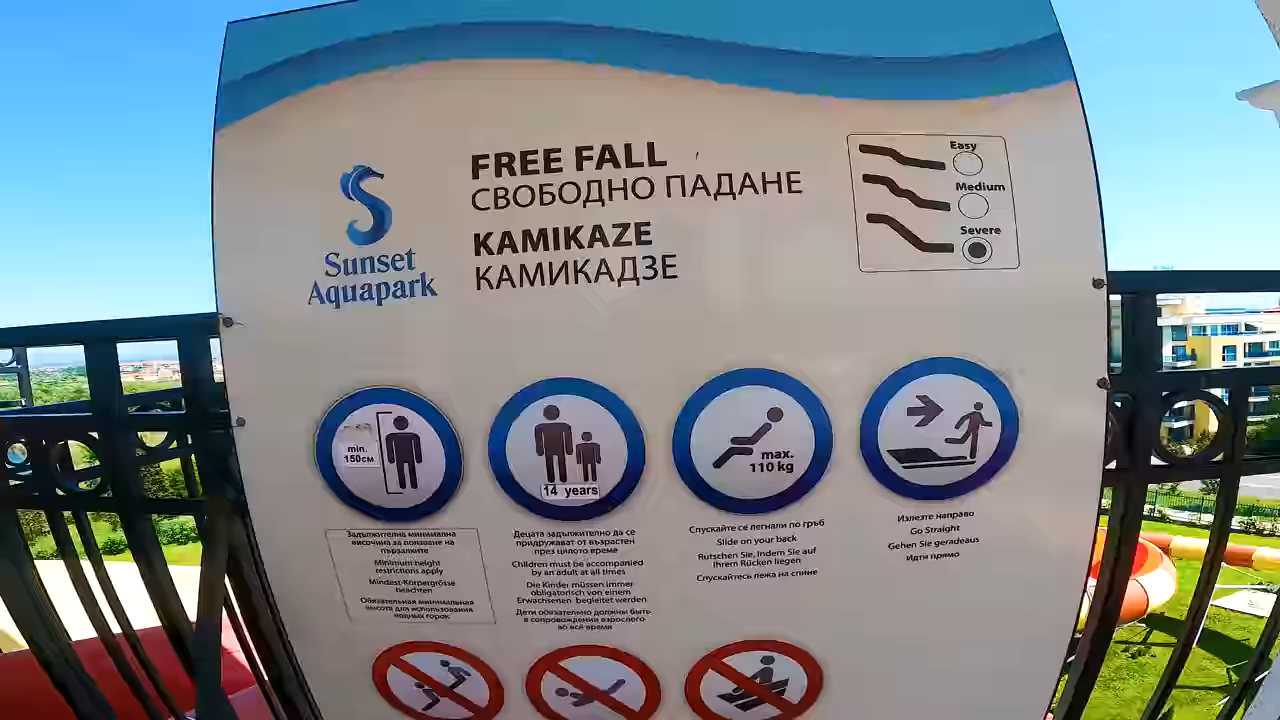 FREE FALL
СВОБОДНО ПАДАНЕ
KAMIKAZE
КАМИКАДЗЕ
Sunset
Aquapark
Easy
Medium
Severe
min.
150см
14 years
max.
110 kg
Задължителна минимална
височина за ползване на
пързалките
Minimum height
restrictions apply
Mindest-Körpergrösse
beachten
Обязательная минимальная
высота для использования
водных горок.
Децата задължително да се
придружават от възрастен
през цялото време
Children must be accompanied
by an adult at all times
Die Kinder müssen immer
obligatorisch von einem
Erwachsenen begleitet werden
Дети обязательно должны быть
в сопровождении взрослого
во всё время
Спускайте се легнали по гръб
Slide on your back
Rutschen Sie, indem Sie auf
Ihrem Rücken liegen
Спускайтесь лежа на спине
Излезте направо
Go Straight
Gehen Sie geradeaus
Идти прямо